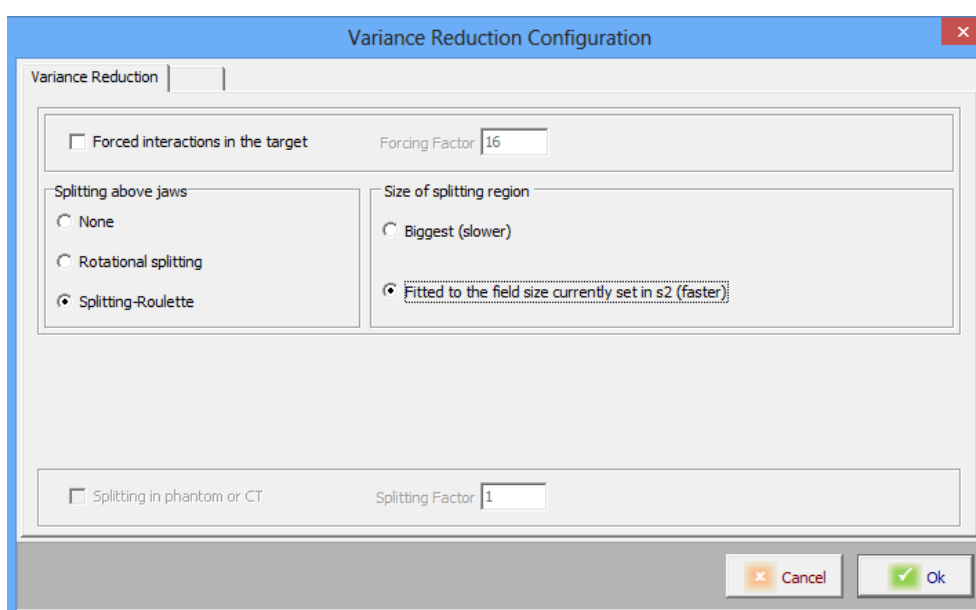 Variance Reduction Configuration
Variance Reduction
Forced interactions in the target
Forcing Factor 16
Splitting above jaws
None
Rotational splitting
Splitting-Roulette
Size of splitting region
Biggest (slower)
Fitted to the field size currently set in s2 (faster)
Splitting in phantom or CT
Splitting Factor 1
Cancel
Ok